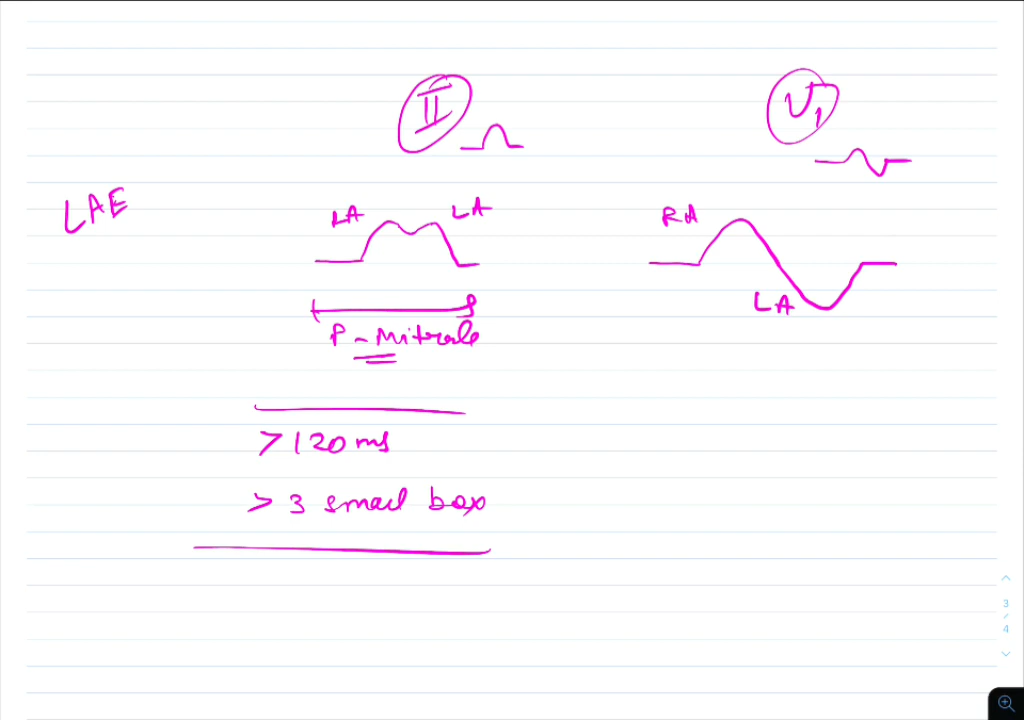 II V1
LAE
LA LA RA
LA
P-Mitrale
>120 ms
> 3 small box
3
/
4